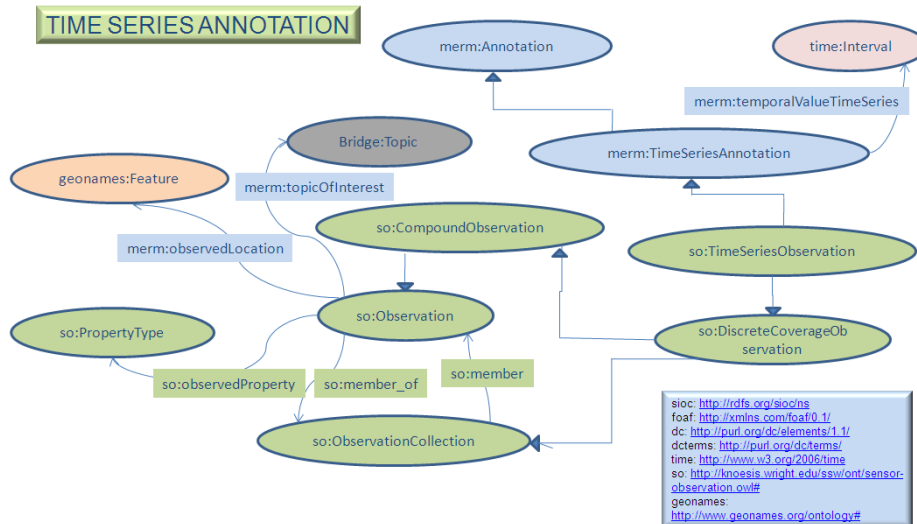 TIME SERIES ANNOTATION
merm:Annotation
time:Interval
merm:temporalValueTimeSeries
Bridge:Topic
merm:TimeSeriesAnnotation
geonames:Feature
merm:topicOfInterest
so:CompoundObservation
merm:observedLocation
so:TimeSeriesObservation
so:Observation
so:PropertyType
so:DiscreteCoverageOb
servation
so:member
so:observedProperty
so:member_of
so:ObservationCollection
sioc: http://rdfs.org/sioc/ns
foaf: http://xmlns.com/foaf/0.1/
dc: http://purl.org/dc/elements/1.1/
dcterms: http://purl.org/dc/terms/
time: http://www.w3.org/2006/time
so: http://knoesis.wright.edu/ssw/ont/sensor-
observation.owl#
geonames:
http://www.geonames.org/ontology#